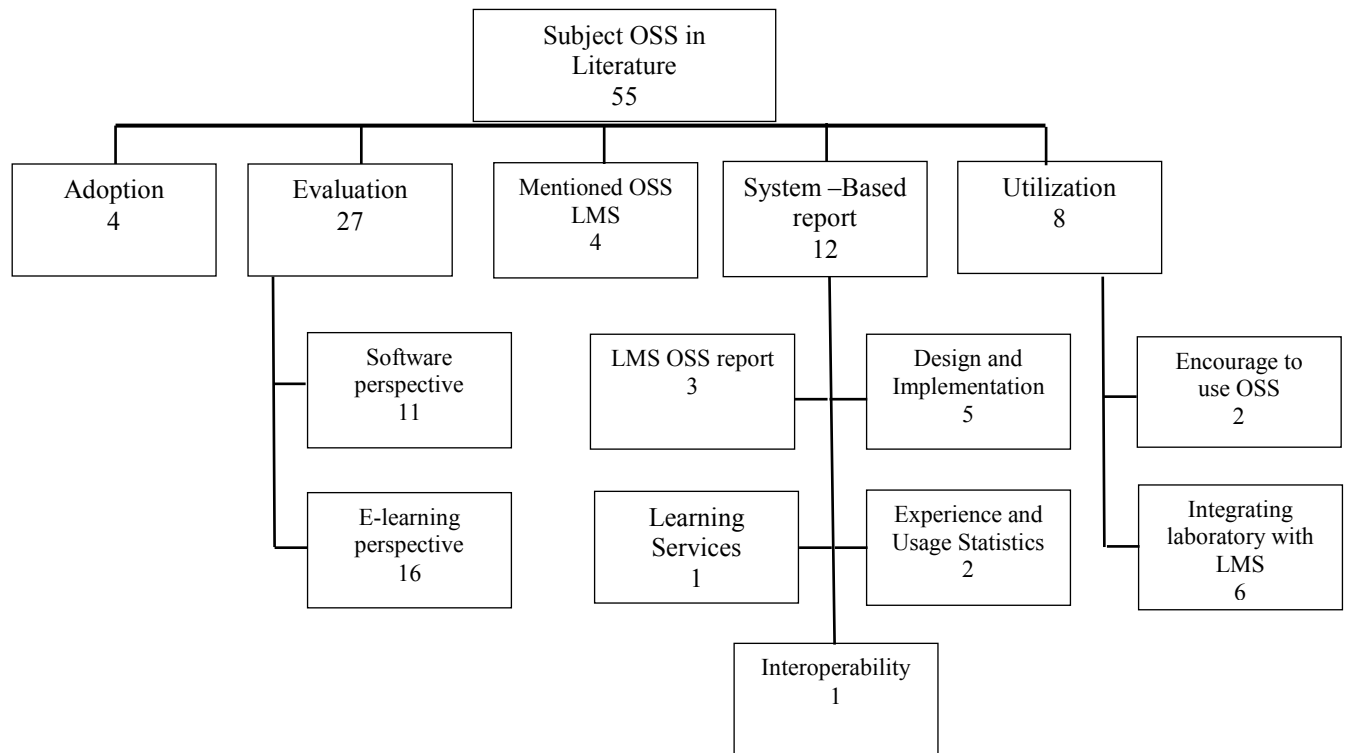 Subject OSS in
Literature
55
Adoption
4
Evaluation
27
Mentioned OSS
LMS
4
System –Based
report
12
Utilization
8
Software
perspective
11
LMS OSS report
3
Design and
Implementation
5
Encourage to
use OSS
2
E-learning
perspective
16
Learning
Services
1
Experience and
Usage Statistics
2
Integrating
laboratory with
LMS
6
Interoperability
1